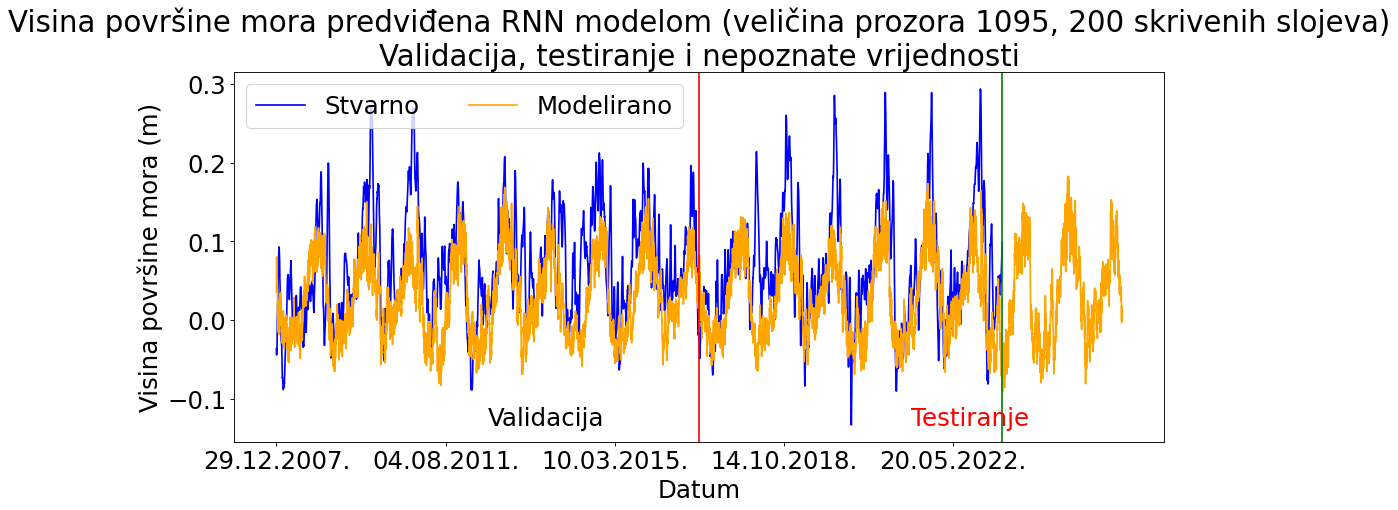 Visina površine mora predviđena RNN modelom (veličina prozora 1095, 200 skrivenih slojeva)
Validacija, testiranje i nepoznate vrijednosti
Visina površine mora (m)
0.3
0.2
0.1
0.0
−0.1
Stvarno
Modelirano
Validacija
Testiranje
29.12.2007.
04.08.2011.
10.03.2015.
14.10.2018.
20.05.2022.
Datum